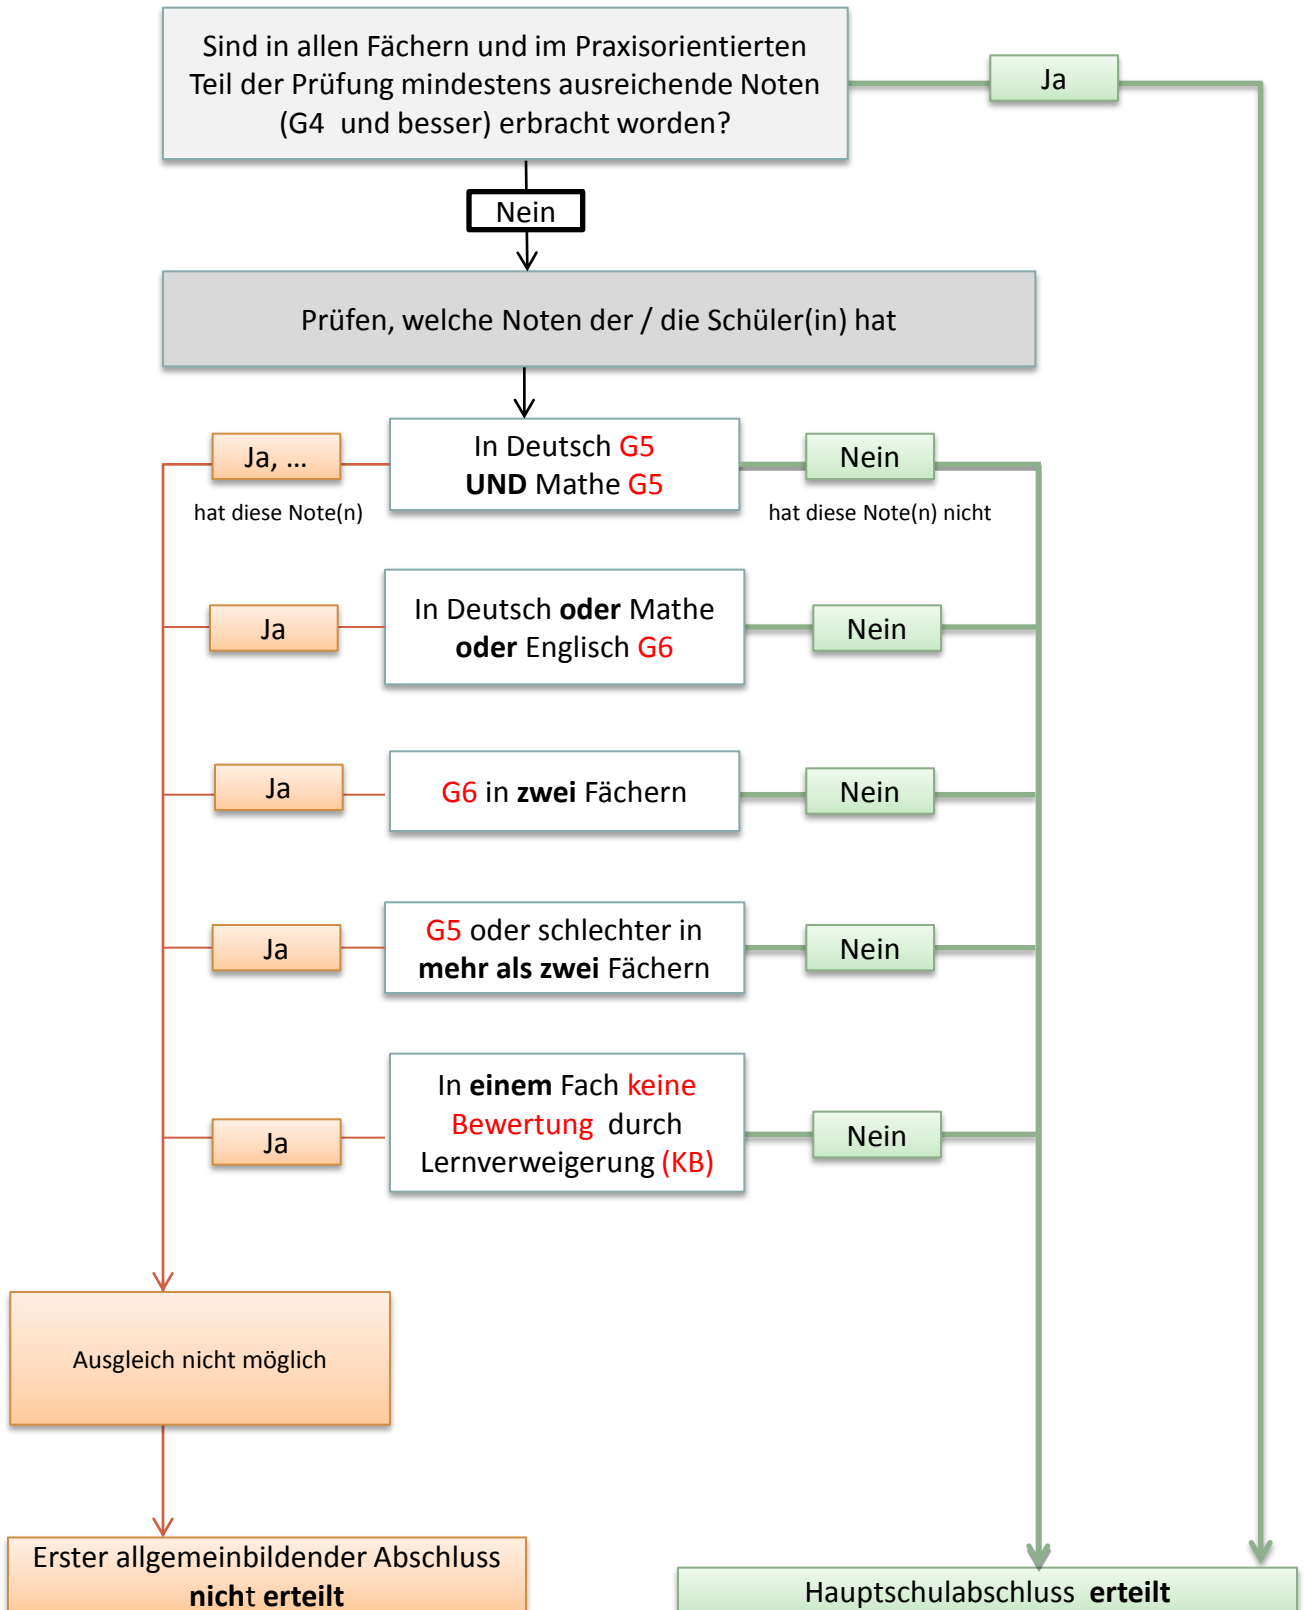 Sind in allen Fächern und im Praxisorientierten
Teil der Prüfung mindestens ausreichende Noten
(G4 und besser) erbracht worden?
Ja
Nein
Prüfen, welche Noten der / die Schüler(in) hat
Ja, ...
hat diese Note(n)
In Deutsch G5
UND Mathe G5
Nein
hat diese Note(n) nicht
Ja
In Deutsch oder Mathe
oder Englisch G6
Nein
Ja
G6 in zwei Fächern
Nein
Ja
G5 oder schlechter in
mehr als zwei Fächern
Nein
Ja
In einem Fach keine
Bewertung durch
Lernverweigerung (KB)
Nein
Ausgleich nicht möglich
Erster allgemeinbildender Abschluss
nicht erteilt
Hauptschulabschluss erteilt